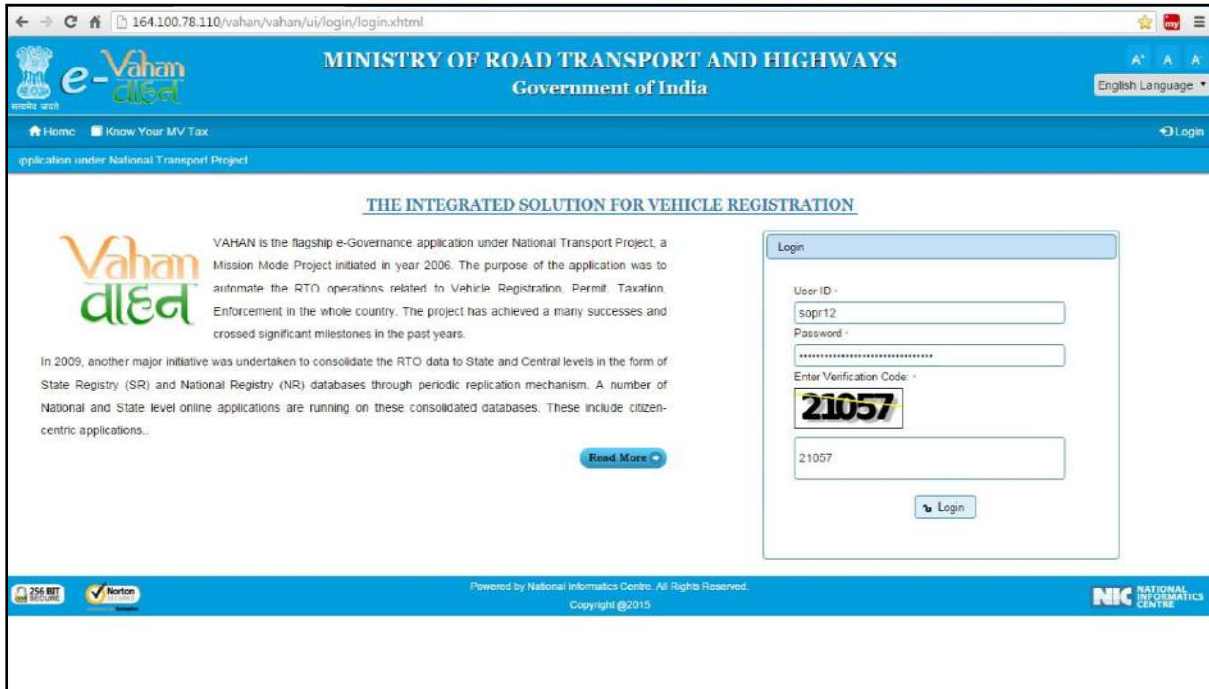 164.100.78.110/vahan/vahan/ui/login/login.xhtml
my
सत्यमेव जयते
e-Vahan
वाहन
MINISTRY OF ROAD TRANSPORT AND HIGHWAYS
Government of India
A+ A A-
English Language
Home Know Your MV Tax
Login
pplication under National Transport Project
THE INTEGRATED SOLUTION FOR VEHICLE REGISTRATION
Vahan
वाहन
VAHAN is the flagship e-Governance application under National Transport Project, a
Mission Mode Project initiated in year 2006. The purpose of the application was to
automate the RTO operations related to Vehicle Registration, Permit, Taxation,
Enforcement in the whole country. The project has achieved a many successes and
crossed significant milestones in the past years.
In 2009, another major initiative was undertaken to consolidate the RTO data to State and Central levels in the form of
State Registry (SR) and National Registry (NR) databases through periodic replication mechanism. A number of
National and State level online applications are running on these consolidated databases. These include citizen-
centric applications..
Read More
Login
User ID
sopr12
Password
Enter Verification Code:
21057
21057
Login
256 BIT
SECURE
Norton
SECURED
Powered by National Informatics Centre. All Rights Reserved.
Copyright @2015
NIC NATIONAL
INFORMATICS
CENTRE